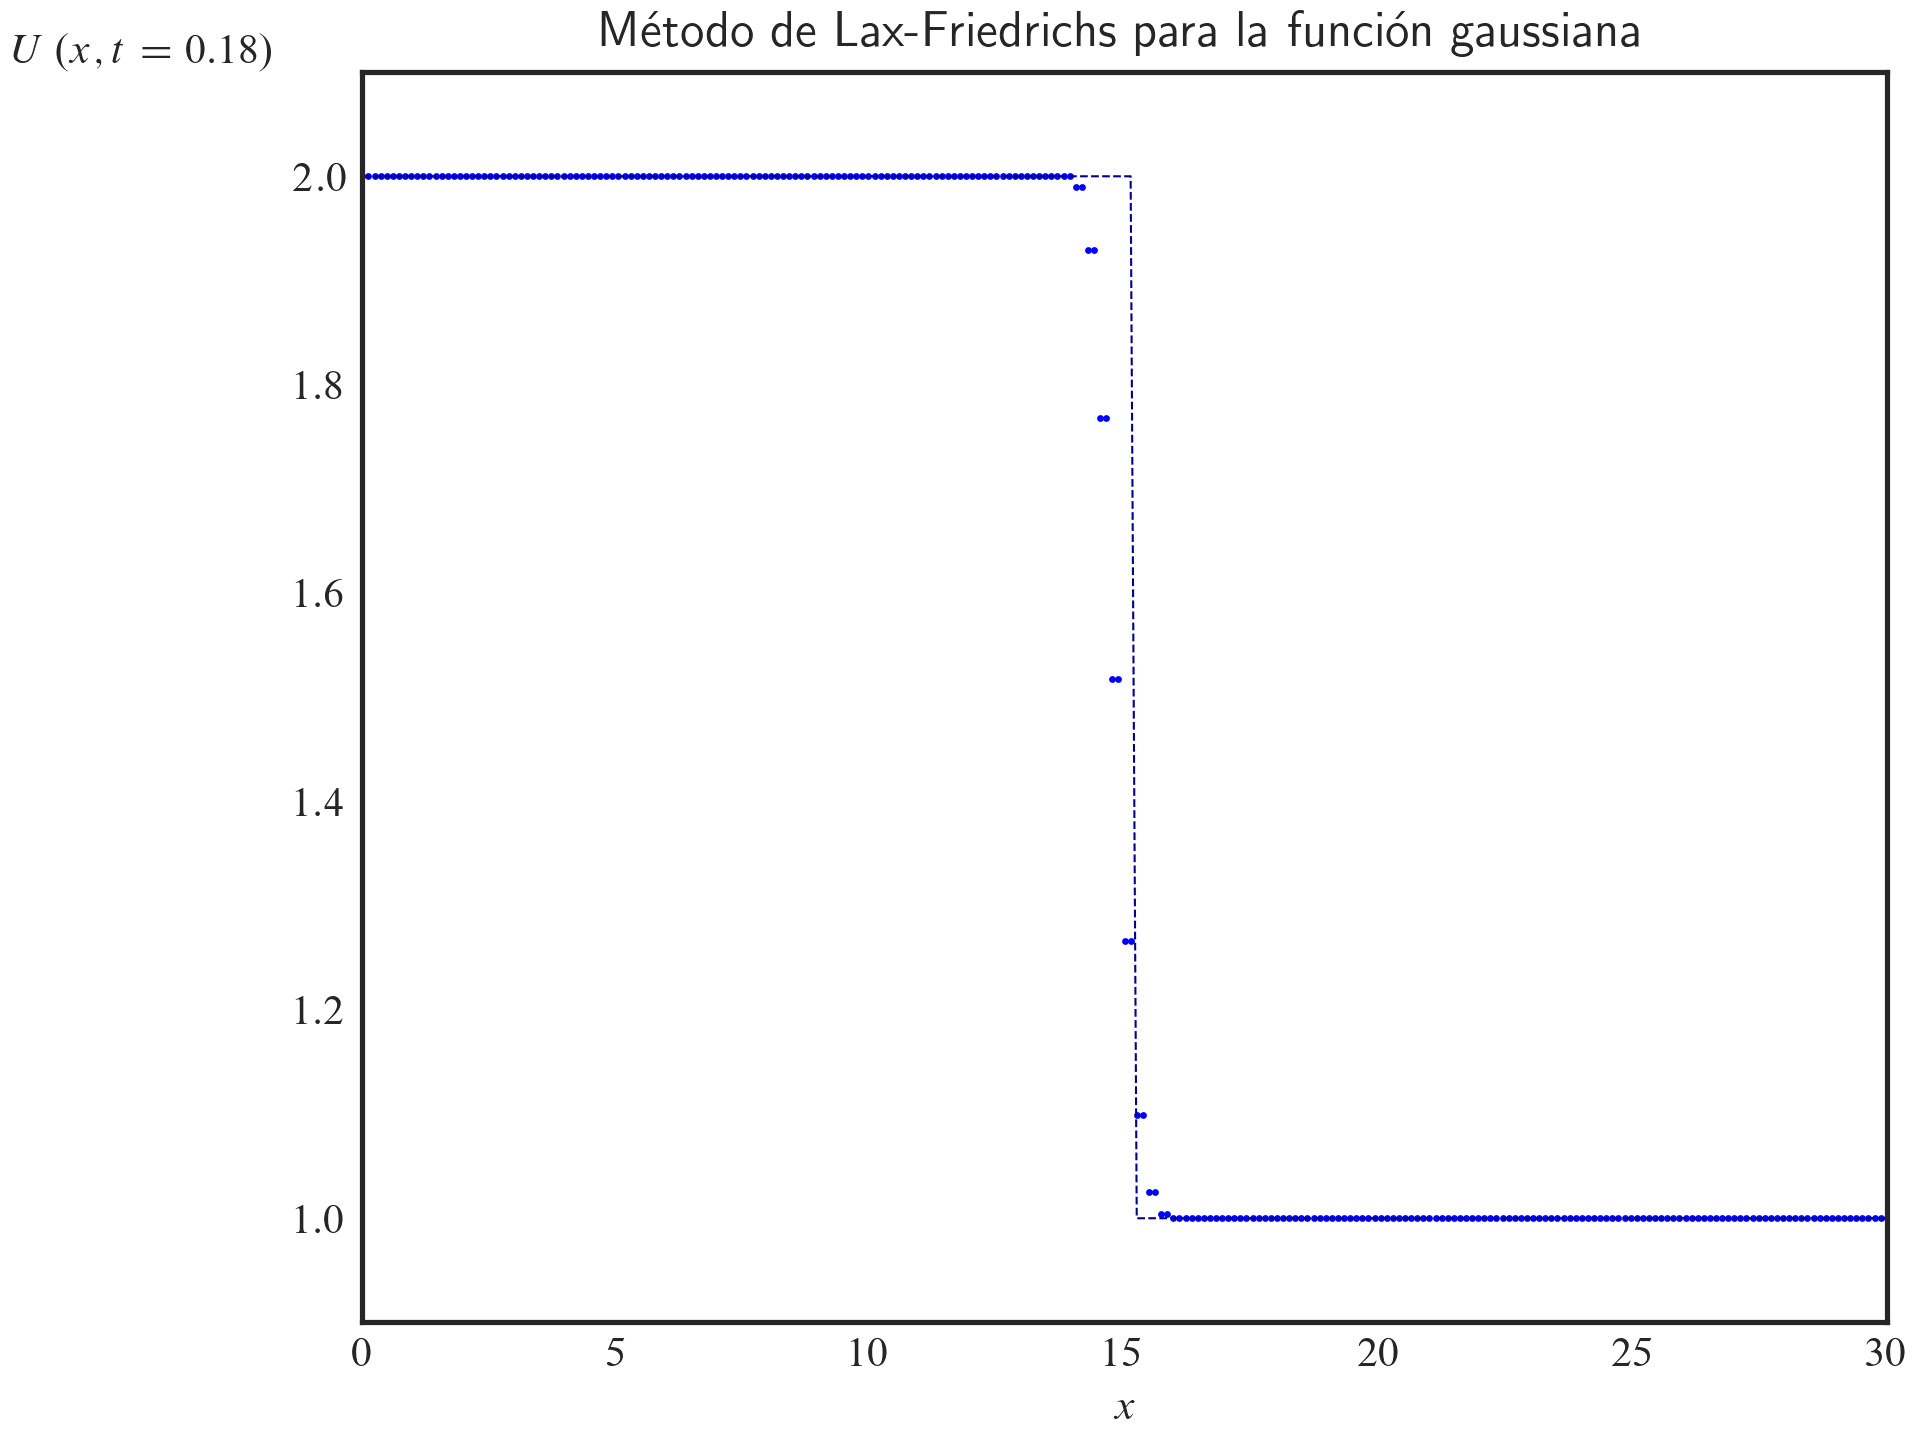 Método de Lax-Friedrichs para la función gaussiana
U (x, t = 0.18)
2.0
1.8
1.6
1.4
1.2
1.0
0 5 10 15 20 25 30
x